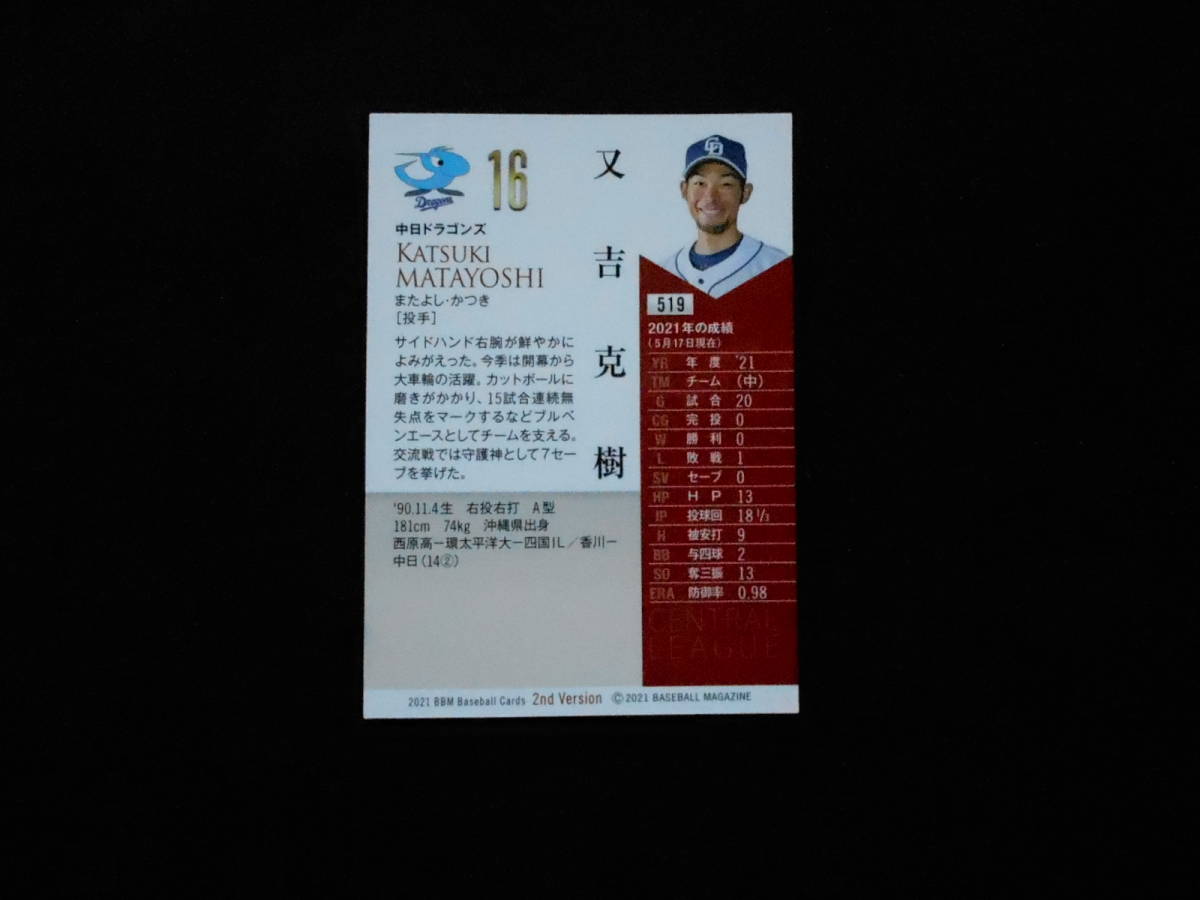 Dragons
16
中日ドラゴンズ
KATSUKI
MATAYOSHI
またよし・かつき
[投手]
又吉克樹
サイドハンド右腕が鮮やかに
よみがえった。今季は開幕から
大車輪の活躍。カットボールに
磨きがかかり、15試合連続無
失点をマークするなどブルペ
ンエースとしてチームを支える。
交流戦では守護神として7セー
ブを挙げた。
'90.11.4生 右投右打 A型
181cm 74kg 沖縄県出身
西原高ー環太平洋大ー四国IL／香川ー
中日(14②)
CD
519
2021年の成績
(5月17日現在)
YR 年度 '21
TM チーム (中)
G 試合 20
CG 完投 0
W 勝利 0
L 敗戦 1
SV セーブ 0
HP HP 13
IP 投球回 18 1/3
H 被安打 9
BB 与四球 2
SO 奪三振 13
ERA 防御率 0.98
CENTRAL
LEAGUE
2021 BBM Baseball Cards 2nd Version ©2021 BASEBALL MAGAZINE